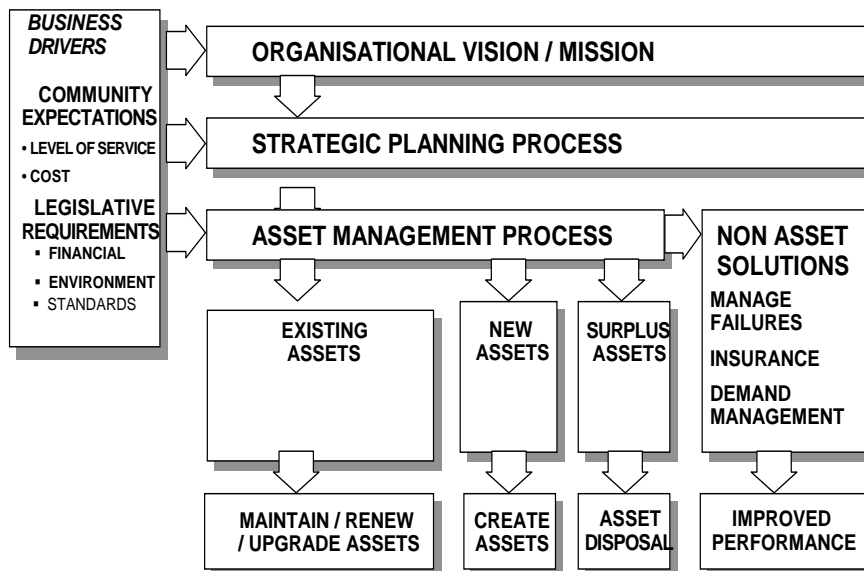 BUSINESS
DRIVERS
COMMUNITY
EXPECTATIONS
• LEVEL OF SERVICE
• COST
LEGISLATIVE
REQUIREMENTS
▪ FINANCIAL
▪ ENVIRONMENT
▪ STANDARDS
ORGANISATIONAL VISION / MISSION
STRATEGIC PLANNING PROCESS
ASSET MANAGEMENT PROCESS
NON ASSET
SOLUTIONS
MANAGE
FAILURES
INSURANCE
DEMAND
MANAGEMENT
EXISTING
ASSETS
NEW
ASSETS
SURPLUS
ASSETS
MAINTAIN / RENEW
/ UPGRADE ASSETS
CREATE
ASSETS
ASSET
DISPOSAL
IMPROVED
PERFORMANCE